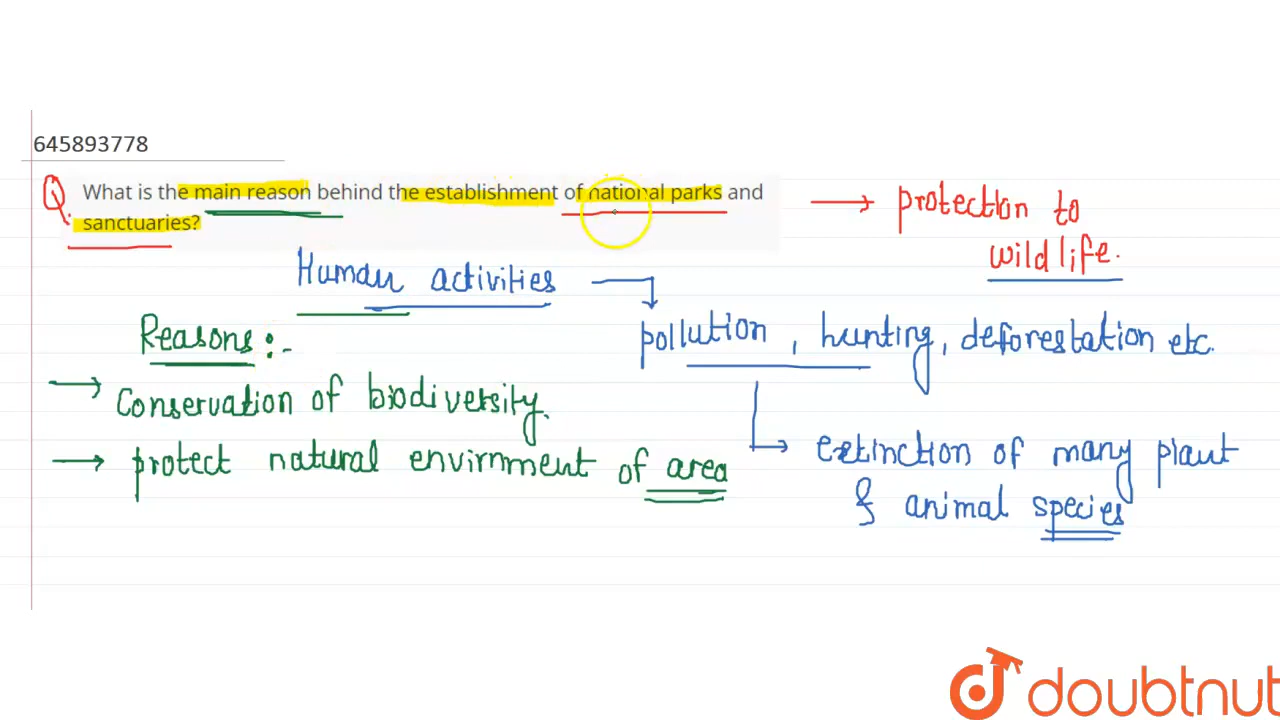 645893778
Q. What is the main reason behind the establishment of national parks and
sanctuaries?
→ protection to
wildlife.
Human activities
pollution, hunting, deforestation etc.
Reasons:-
→ Conservation of biodiversity.
→ protect natural envirnment of area
→ extinction of many plant
& animal species
doubtnut